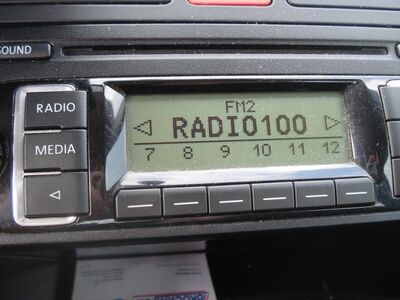 SOUND
RADIO
MEDIA
FM2
RADIO100
7 8 9 10 11 12